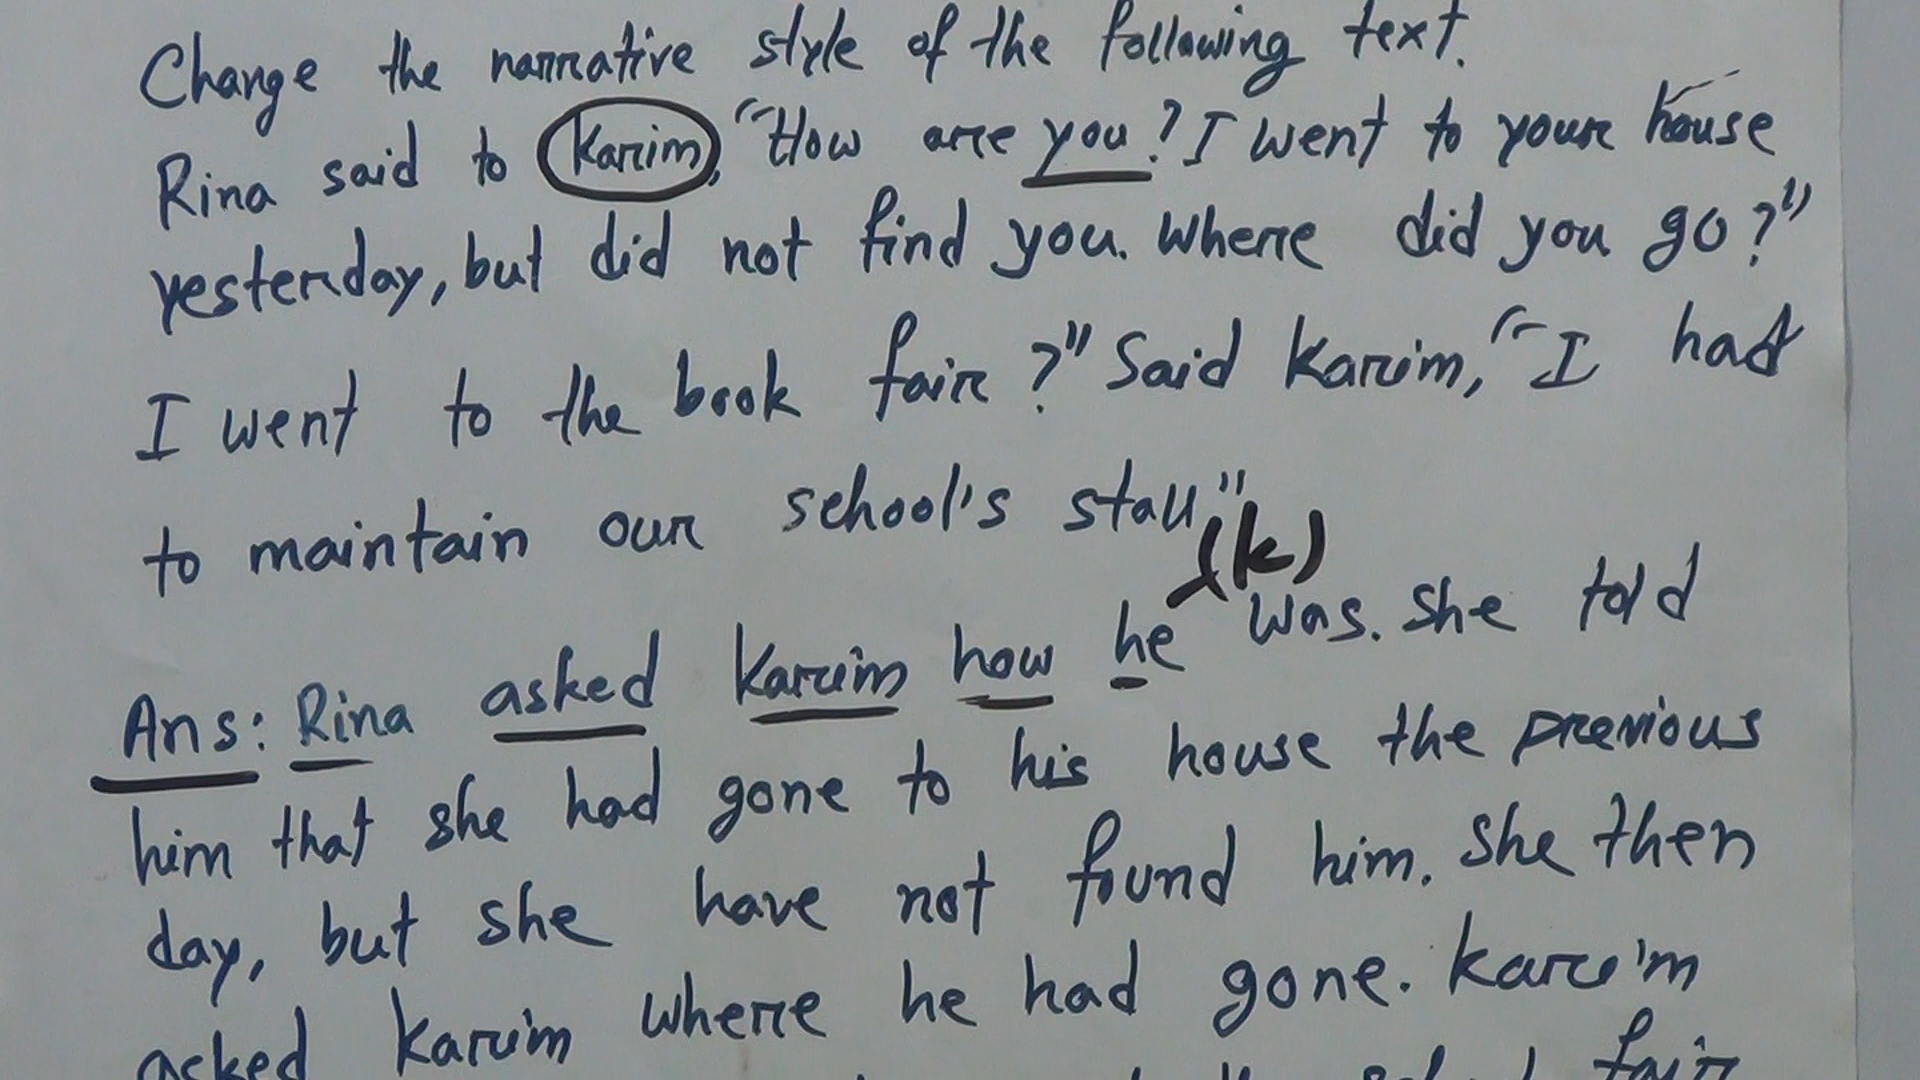 Change the narrative style of the following text.
Rina said to Karim, "How are you? I went to your house
yesterday, but did not find you. Where did you go?"
I went to the book fair?" Said Karim, "I had
to maintain our school's stall"
(k)
Ans: Rina asked Karim how he was. She told
him that she had gone to his house the previous
day, but she have not found him. She then
asked Karim where he had gone. Karim
fair